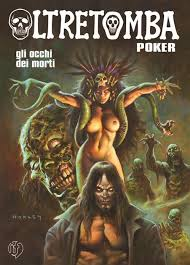 OLTRETOMBA
POKER
gli occhi
dei morti